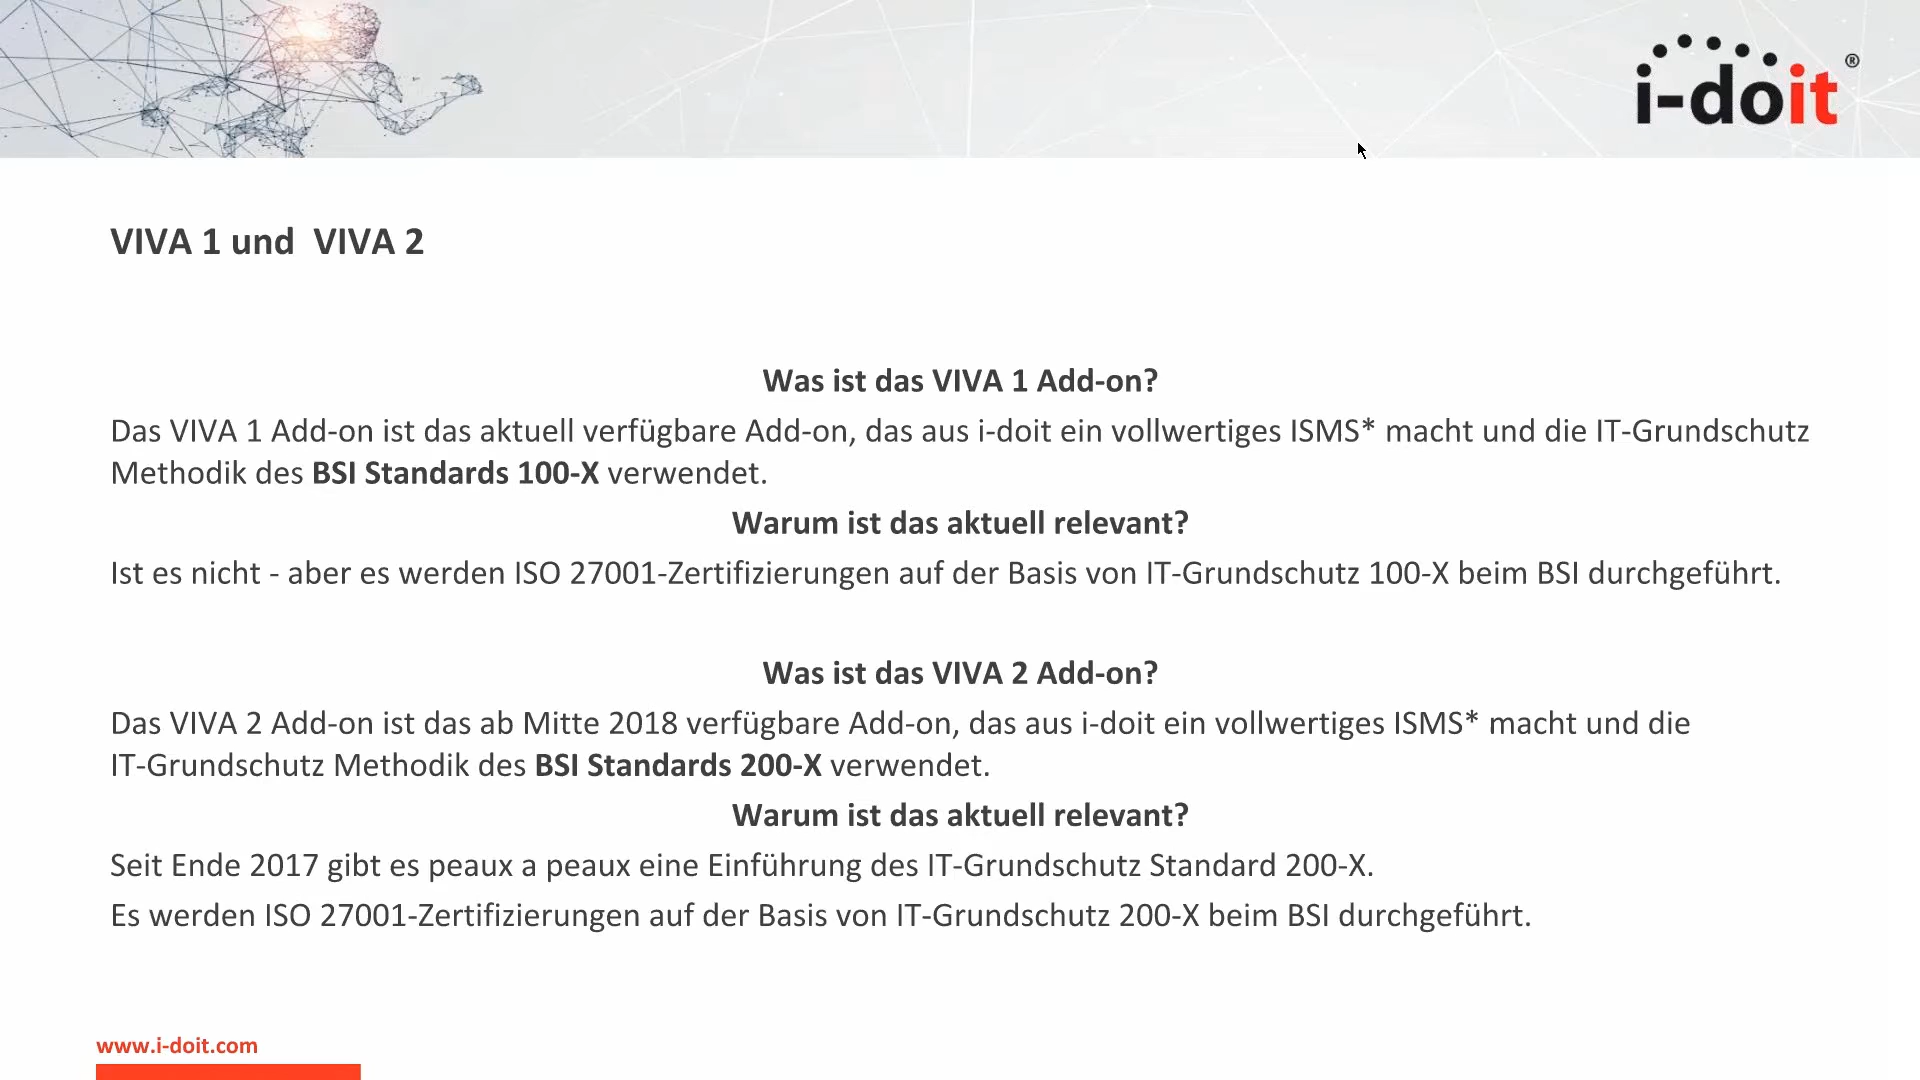 i-doit®
VIVA 1 und  VIVA 2
Was ist das VIVA 1 Add-on?
Das VIVA 1 Add-on ist das aktuell verfügbare Add-on, das aus i-doit ein vollwertiges ISMS* macht und die IT-Grundschutz
Methodik des BSI Standards 100-X verwendet.
Warum ist das aktuell relevant?
Ist es nicht - aber es werden ISO 27001-Zertifizierungen auf der Basis von IT-Grundschutz 100-X beim BSI durchgeführt.
Was ist das VIVA 2 Add-on?
Das VIVA 2 Add-on ist das ab Mitte 2018 verfügbare Add-on, das aus i-doit ein vollwertiges ISMS* macht und die
IT-Grundschutz Methodik des BSI Standards 200-X verwendet.
Warum ist das aktuell relevant?
Seit Ende 2017 gibt es peaux a peaux eine Einführung des IT-Grundschutz Standard 200-X.
Es werden ISO 27001-Zertifizierungen auf der Basis von IT-Grundschutz 200-X beim BSI durchgeführt.
www.i-doit.com